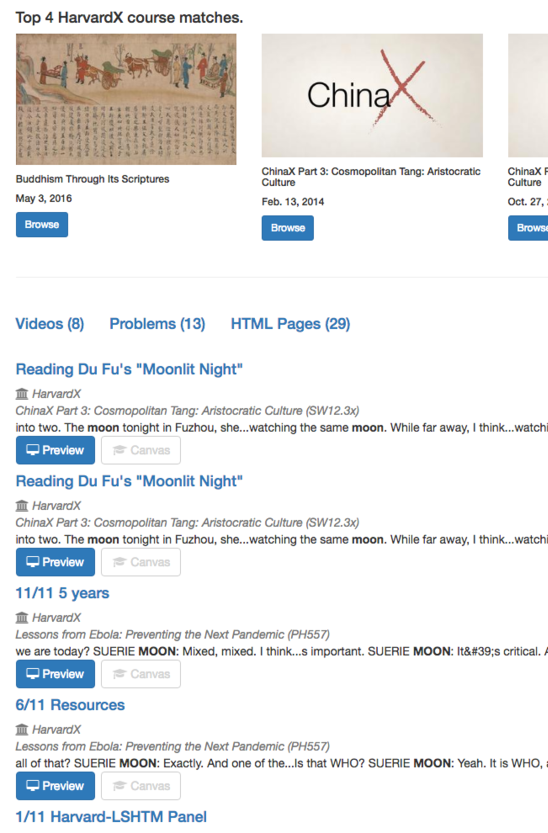 Top 4 HarvardX course matches.
ChinaX
Buddhism Through Its Scriptures
May 3, 2016
Browse
ChinaX Part 3: Cosmopolitan Tang: Aristocratic
Culture
Feb. 13, 2014
Browse
ChinaX
Culture
Oct. 27,
Browse
Videos (8) Problems (13) HTML Pages (29)
Reading Du Fu's "Moonlit Night"
HarvardX
ChinaX Part 3: Cosmopolitan Tang: Aristocratic Culture (SW12.3x)
into two. The moon tonight in Fuzhou, she...watching the same moon. While far away, I think...watchi
Preview Canvas
Reading Du Fu's "Moonlit Night"
HarvardX
ChinaX Part 3: Cosmopolitan Tang: Aristocratic Culture (SW12.3x)
into two. The moon tonight in Fuzhou, she...watching the same moon. While far away, I think...watchi
Preview Canvas
11/11 5 years
HarvardX
Lessons from Ebola: Preventing the Next Pandemic (PH557)
we are today? SUERIE MOON: Mixed, mixed. I think...s important. SUERIE MOON: It&#39;s critical. A
Preview Canvas
6/11 Resources
HarvardX
Lessons from Ebola: Preventing the Next Pandemic (PH557)
all of that? SUERIE MOON: Exactly. And one of the...Is that WHO? SUERIE MOON: Yeah. It is WHO, a
Preview Canvas
1/11 Harvard-LSHTM Panel